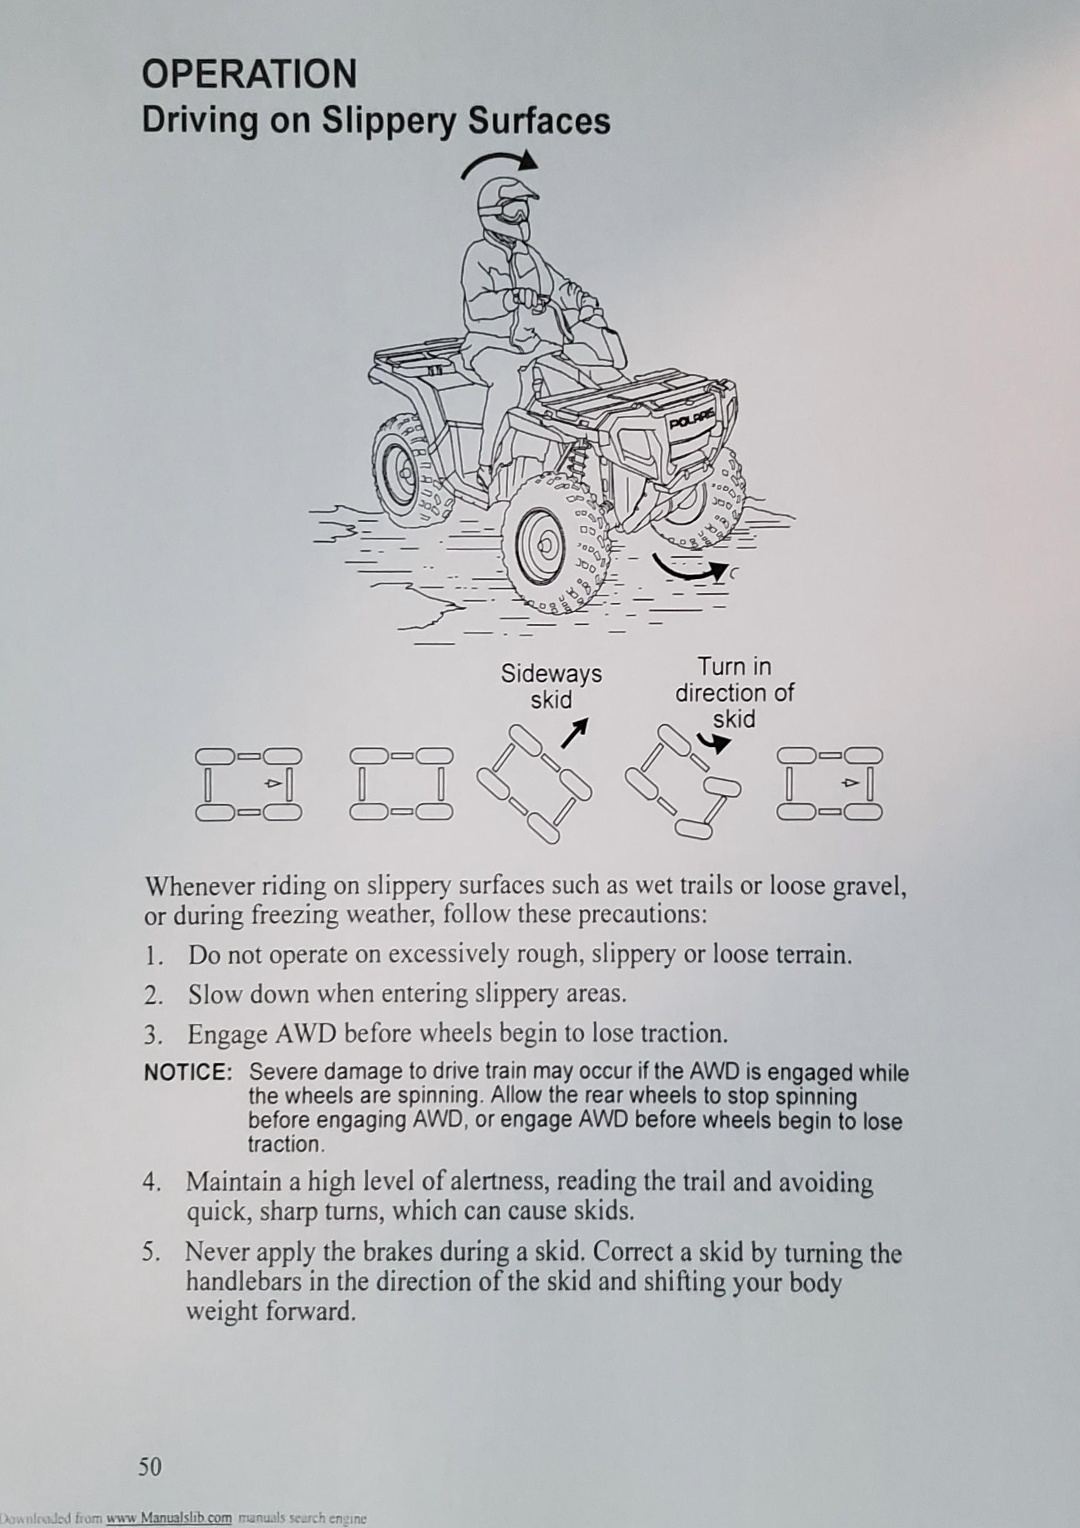 OPERATION
Driving on Slippery Surfaces
POLARIS
C
Sideways
skid
Turn in
direction of
skid
Whenever riding on slippery surfaces such as wet trails or loose gravel,
or during freezing weather, follow these precautions:
1. Do not operate on excessively rough, slippery or loose terrain.
2. Slow down when entering slippery areas.
3. Engage AWD before wheels begin to lose traction.
NOTICE: Severe damage to drive train may occur if the AWD is engaged while
the wheels are spinning. Allow the rear wheels to stop spinning
before engaging AWD, or engage AWD before wheels begin to lose
traction.
4. Maintain a high level of alertness, reading the trail and avoiding
quick, sharp turns, which can cause skids.
5. Never apply the brakes during a skid. Correct a skid by turning the
handlebars in the direction of the skid and shifting your body
weight forward.
50
Downloaded from www.Manualslib.com manuals search engine